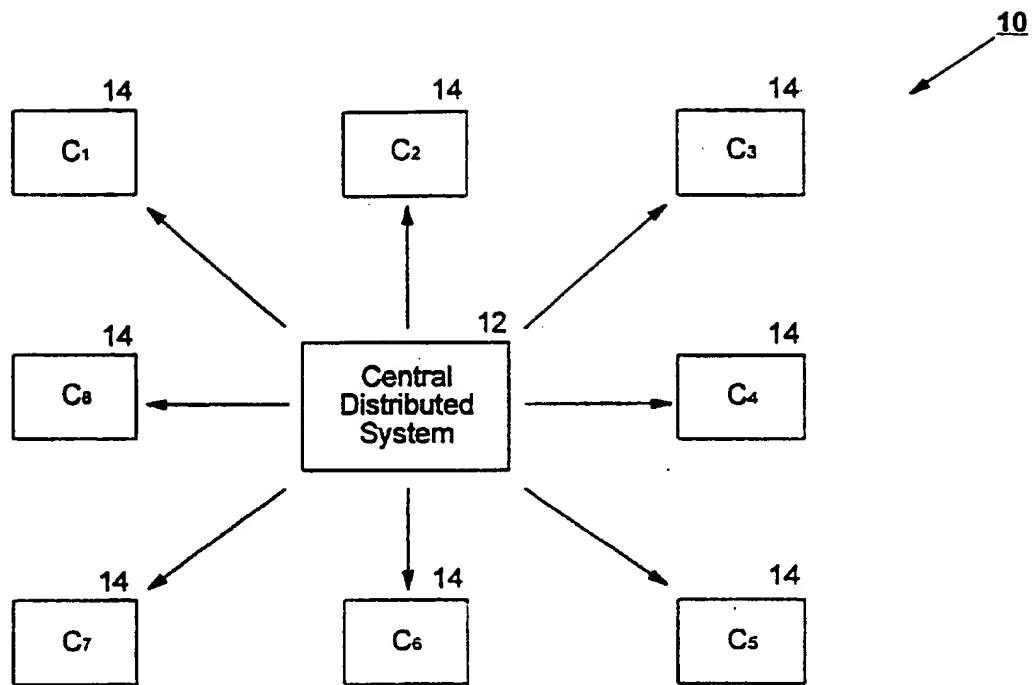 10
14 14 14
C₁ C₂ C₃
14 12 14
C₈ Central Distributed System C₄
14 14 14
C₇ C₆ C₅